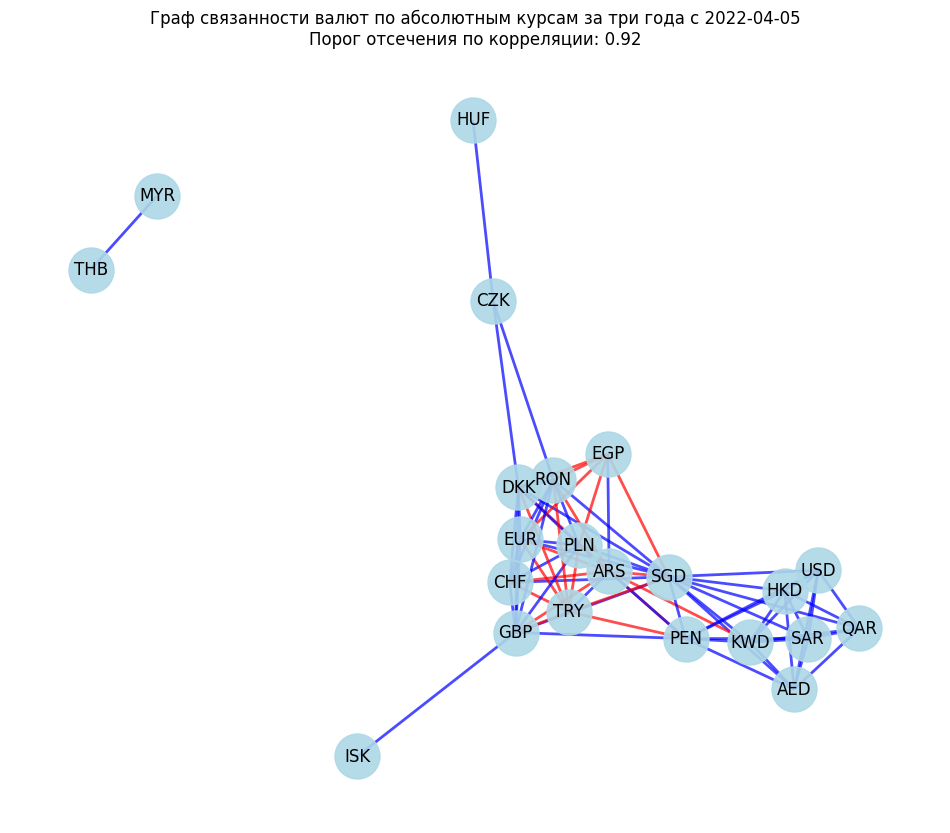 Граф связанности валют по абсолютным курсам за три года с 2022-04-05
Порог отсечения по корреляции: 0.92
HUF
MYR
THB
CZK
EGP
RON
DKK
EUR
PLN
ARS
USD
SGD
CHF
HKD
TRY
QAR
GBP
PEN
KWD
SAR
AED
ISK